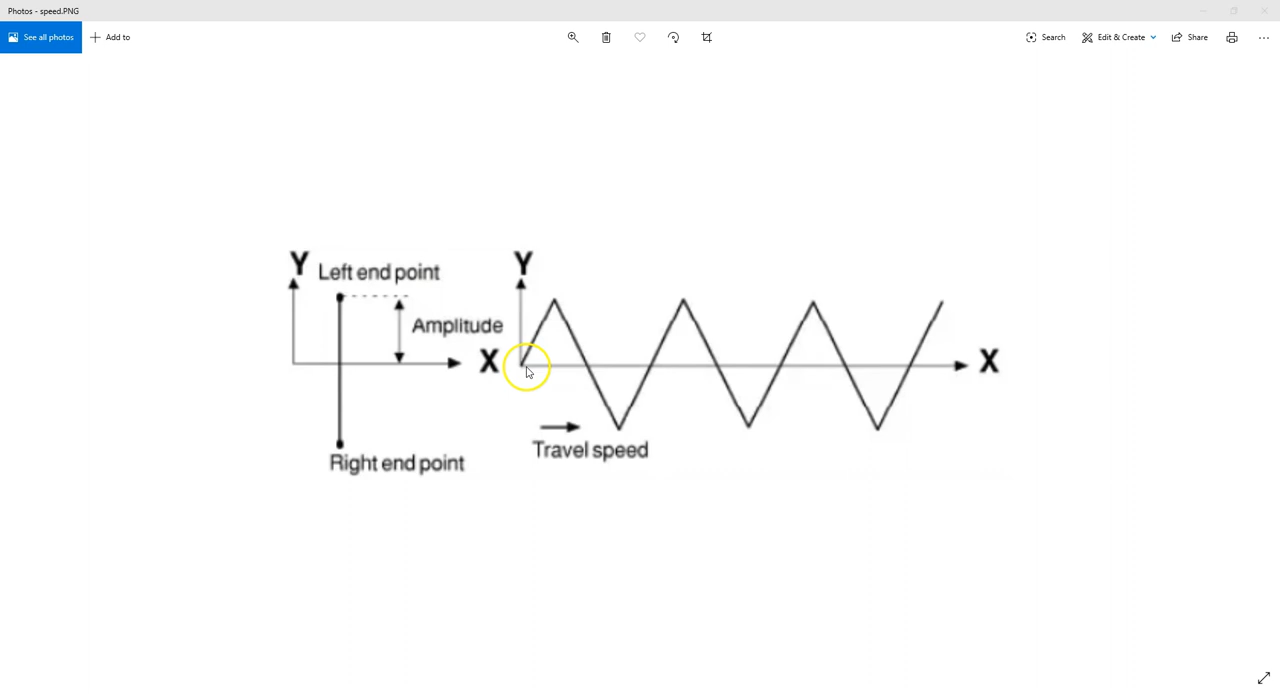 Photos - speed.PNG
See all photos
Add to
Search
Edit & Create
Share
Y
Left end point
Amplitude
X
Right end point
Y
X
Travel speed